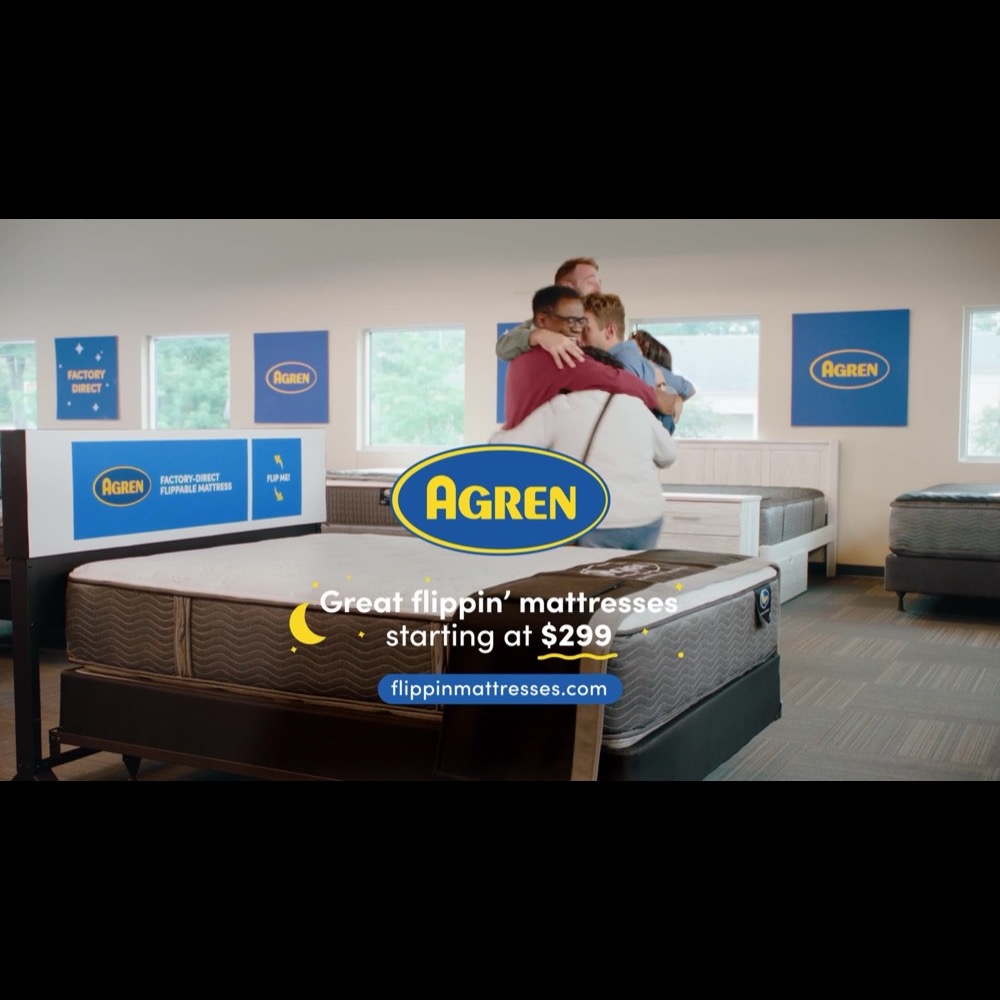 FACTORY
DIRECT
AGREN
AGREN
AGREN
FACTORY-DIRECT
FLIPPABLE MATTRESS
FLIP ME!
AGREN
Great flippin' mattresses
starting at $299
flippinmattresses.com